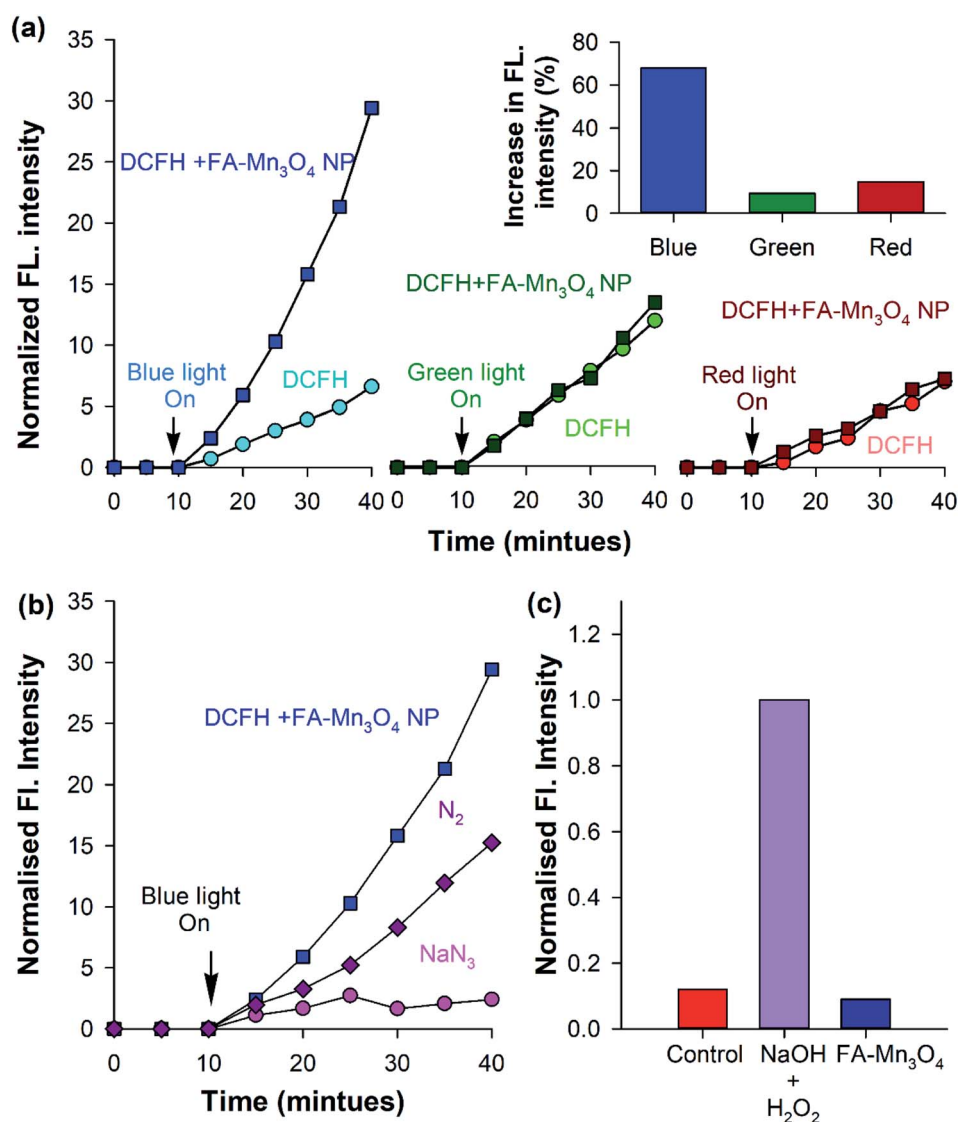 (a)
Normalized FL. intensity
35
30
25
20
15
10
5
0
DCFH +FA-Mn₃O₄ NP
Blue light
On
DCFH
0 10 20 30 40
Increase in FL.
intensity (%)
80
60
40
20
0
Blue Green Red
DCFH+FA-Mn₃O₄ NP
Green light
On
DCFH
0 10 20 30 40
DCFH+FA-Mn₃O₄ NP
Red light
On
DCFH
0 10 20 30 40
Time (mintues)
(b)
Normalised Fl. Intensity
35
30
25
20
15
10
5
0
DCFH +FA-Mn₃O₄ NP
N₂
Blue light
On
NaN₃
0 10 20 30 40
Time (mintues)
(c)
Normalised Fl. Intensity
1.2
1.0
0.8
0.6
0.4
0.2
0.0
Control NaOH FA-Mn₃O₄
+
H₂O₂